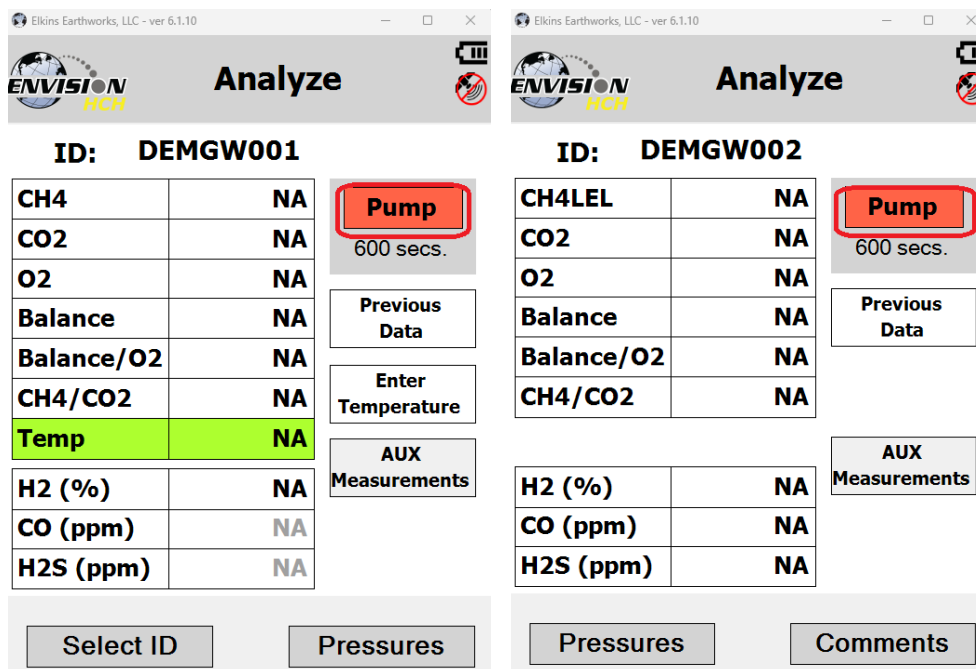 Elkins Earthworks, LLC - ver 6.1.10
ENVISION
HCH
Analyze
ID: DEMGW001
CH4 NA
CO2 NA
O2 NA
Balance NA
Balance/O2 NA
CH4/CO2 NA
Temp NA
H2 (%) NA
CO (ppm) NA
H2S (ppm) NA
Pump
600 secs.
Previous
Data
Enter
Temperature
AUX
Measurements
Select ID
Pressures
Elkins Earthworks, LLC - ver 6.1.10
ENVISION
HCH
Analyze
ID: DEMGW002
CH4LEL NA
CO2 NA
O2 NA
Balance NA
Balance/O2 NA
CH4/CO2 NA
H2 (%) NA
CO (ppm) NA
H2S (ppm) NA
Pump
600 secs.
Previous
Data
AUX
Measurements
Pressures
Comments